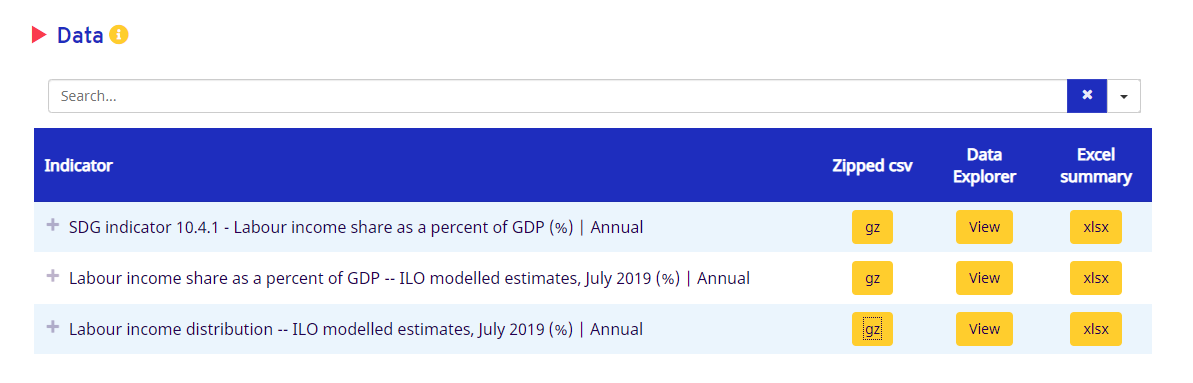 Data
Search...
Indicator Zipped csv Data Explorer Excel summary
SDG indicator 10.4.1 - Labour income share as a percent of GDP (%) | Annual gz View xlsx
Labour income share as a percent of GDP -- ILO modelled estimates, July 2019 (%) | Annual gz View xlsx
Labour income distribution -- ILO modelled estimates, July 2019 (%) | Annual gz View xlsx